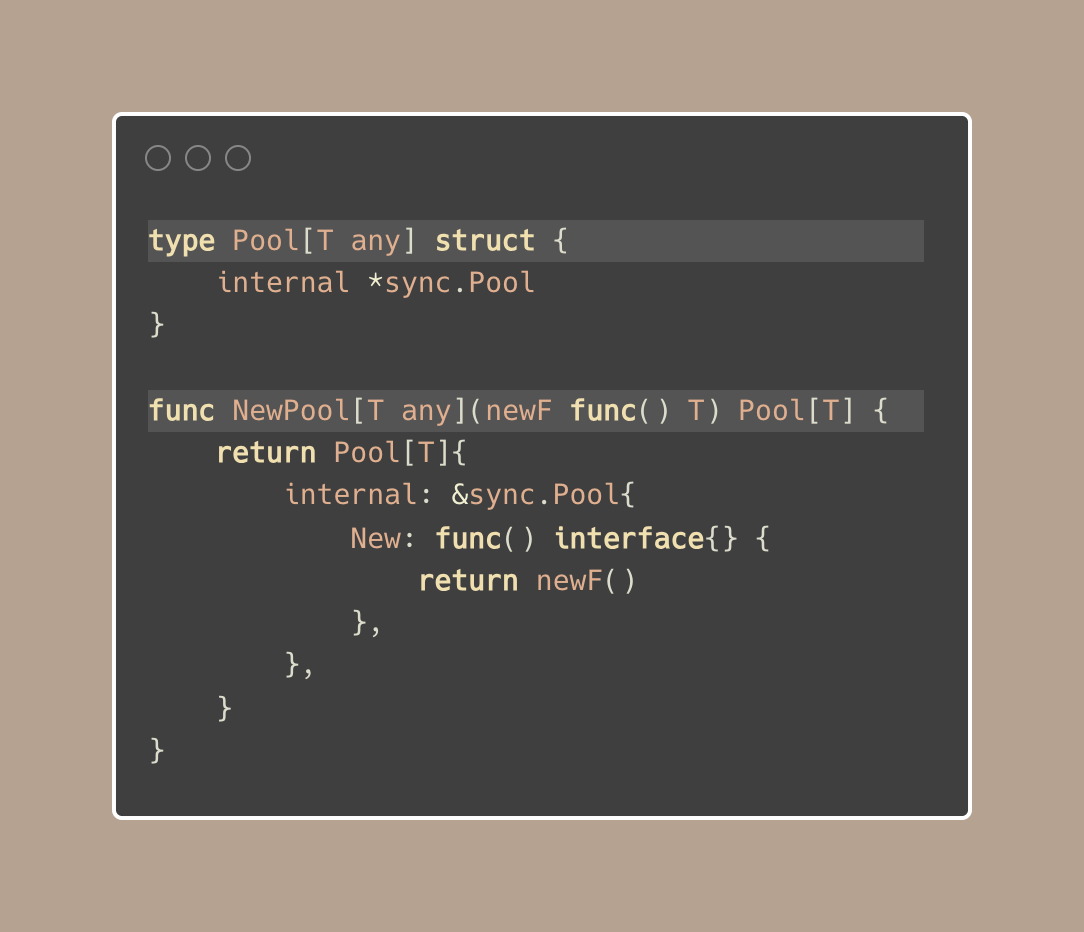 type Pool[T any] struct {
    internal *sync.Pool
}

func NewPool[T any](newF func() T) Pool[T] {
    return Pool[T]{
        internal: &sync.Pool{
            New: func() interface{} {
                return newF()
            },
        },
    }
}